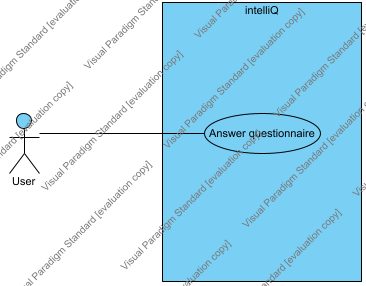 intelliQ
Answer questionnaire
User
Visual Paradigm Standard [evaluation copy]